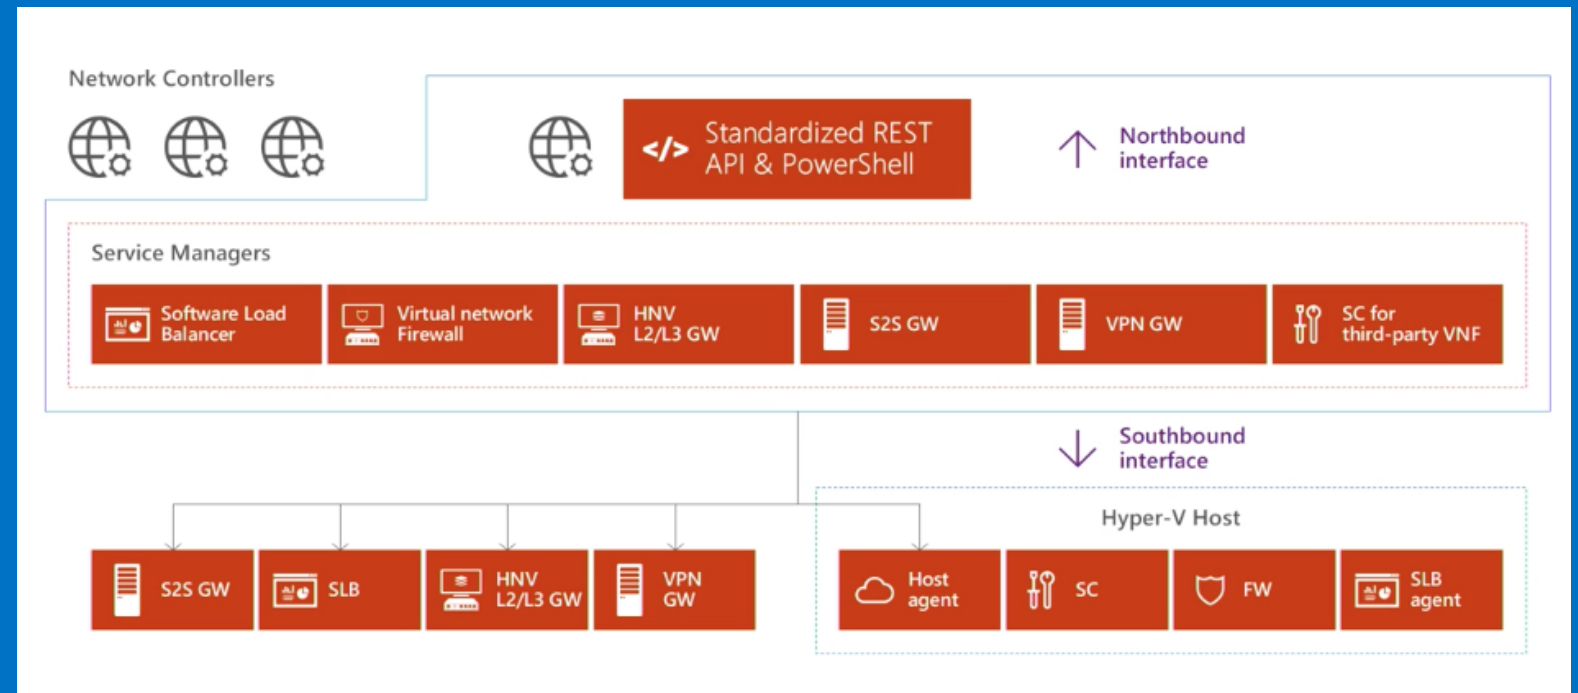 Network Controllers
</>
Standardized REST
API & PowerShell
Northbound
interface
Service Managers
Software Load
Balancer
Virtual network
Firewall
HNV
L2/L3 GW
S2S GW
VPN GW
SC for
third-party VNF
Southbound
interface
Hyper-V Host
S2S GW
SLB
HNV
L2/L3 GW
VPN
GW
Host
agent
SC
FW
SLB
agent